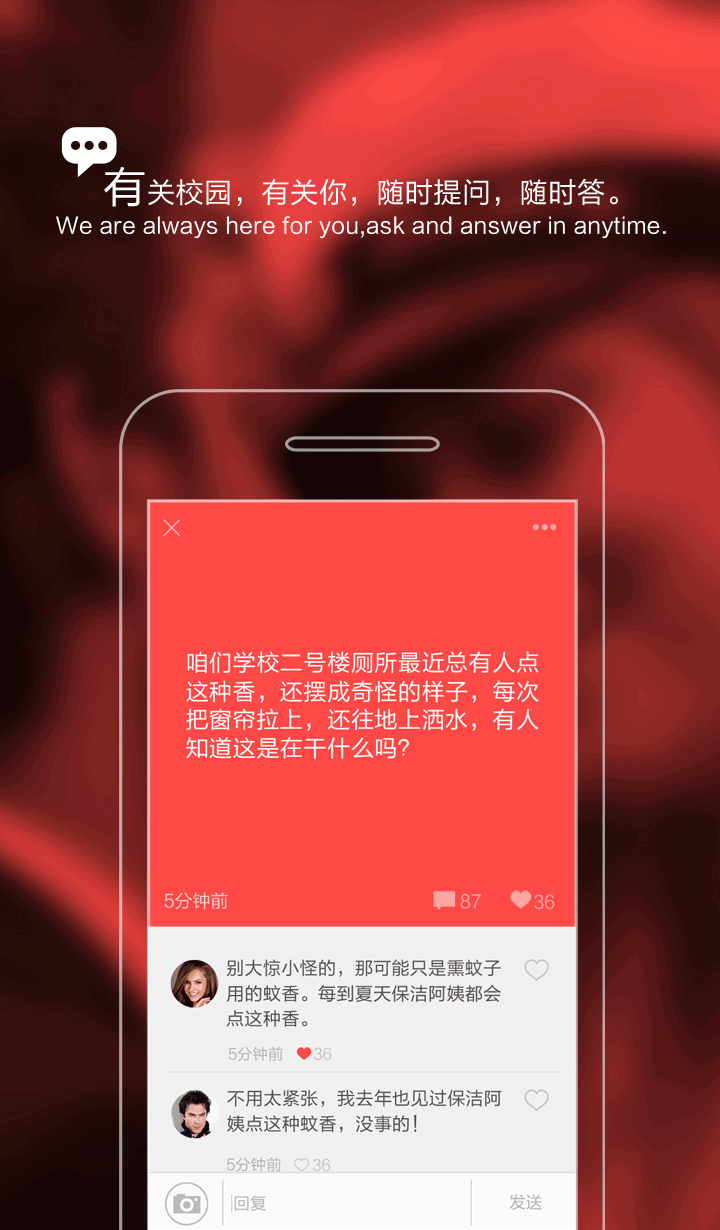 有关校园，有关你，随时提问，随时答。
We are always here for you,ask and answer in anytime.
咱们学校二号楼厕所最近总有人点
这种香，还摆成奇怪的样子，每次
把窗帘拉上，还往地上洒水，有人
知道这是在干什么吗?
5分钟前 87 36
别大惊小怪的，那可能只是熏蚊子
用的蚊香。每到夏天保洁阿姨都会
点这种香。
5分钟前 36
不用太紧张，我去年也见过保洁阿
姨点这种蚊香，没事的！
5分钟前 36
回复 发送